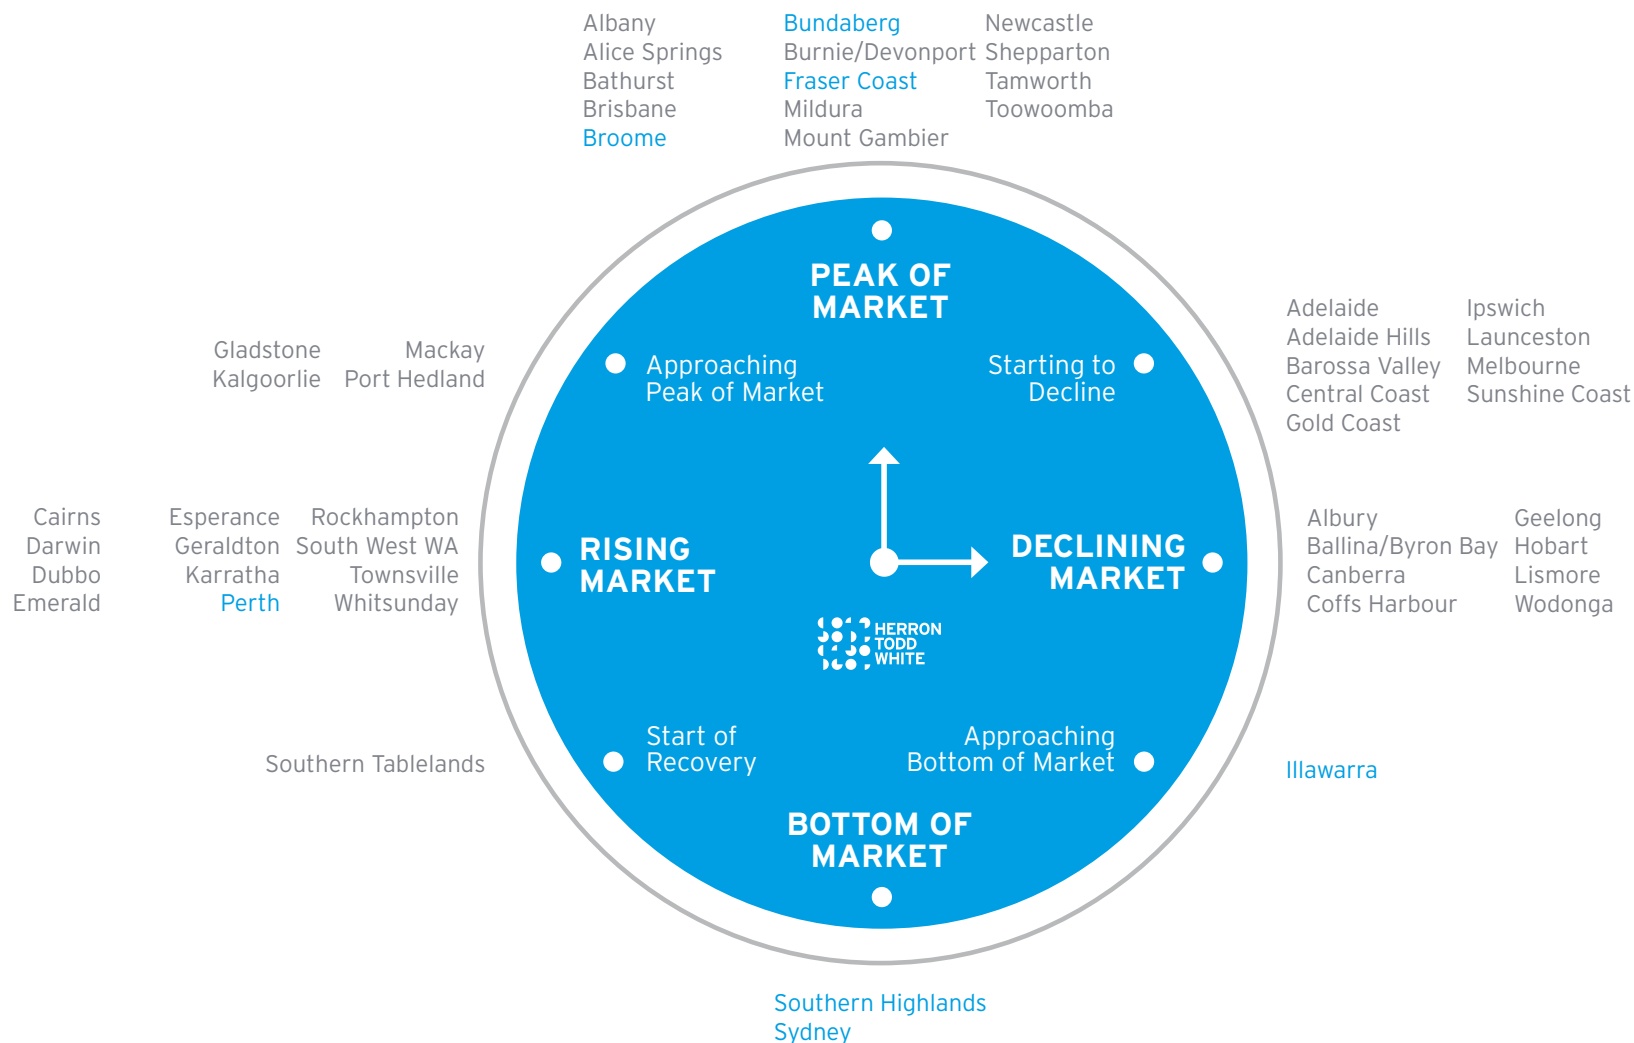 Albany
Alice Springs
Bathurst
Brisbane
Broome
Bundaberg
Burnie/Devonport
Fraser Coast
Mildura
Mount Gambier
Newcastle
Shepparton
Tamworth
Toowoomba
PEAK OF
MARKET
Gladstone
Kalgoorlie
Mackay
Port Hedland
Approaching
Peak of Market
Starting to
Decline
Adelaide
Adelaide Hills
Barossa Valley
Central Coast
Gold Coast
Ipswich
Launceston
Melbourne
Sunshine Coast
Cairns
Darwin
Dubbo
Emerald
Esperance
Geraldton
Karratha
Perth
Rockhampton
South West WA
Townsville
Whitsunday
RISING
MARKET
DECLINING
MARKET
Albury
Ballina/Byron Bay
Canberra
Coffs Harbour
Geelong
Hobart
Lismore
Wodonga
HERRON
TODD
WHITE
Southern Tablelands
Start of
Recovery
Approaching
Bottom of Market
Illawarra
BOTTOM OF
MARKET
Southern Highlands
Sydney